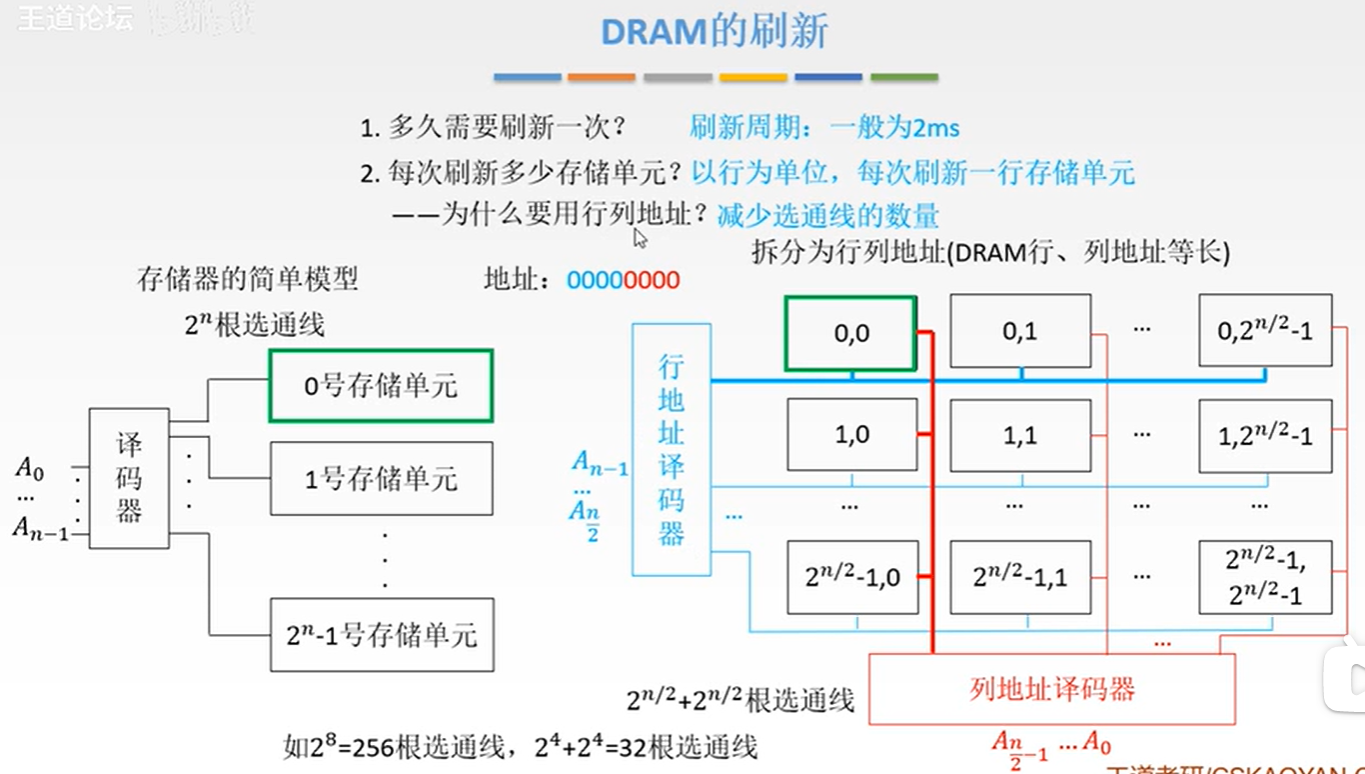 王道论坛
DRAM的刷新
1. 多久需要刷新一次? 刷新周期：一般为2ms
2. 每次刷新多少存储单元? 以行为单位，每次刷新一行存储单元
——为什么要用行列地址? 减少选通线的数量
拆分为行列地址(DRAM行、列地址等长)
存储器的简单模型
地址：00000000
2ⁿ根选通线
译码器
A₀
...
Aₙ₋₁
0号存储单元
1号存储单元
2ⁿ-1号存储单元
行地址译码器
Aₙ₋₁
...
A_{n/2}
0,0
0,1
...
0,2^{n/2}-1
1,0
1,1
...
1,2^{n/2}-1
...
...
...
...
...
2^{n/2}-1,0
2^{n/2}-1,1
...
2^{n/2}-1,
2^{n/2}-1
...
列地址译码器
A_{n/2-1} ... A₀
2^{n/2}+2^{n/2}根选通线
如2⁸=256根选通线，2⁴+2⁴=32根选通线